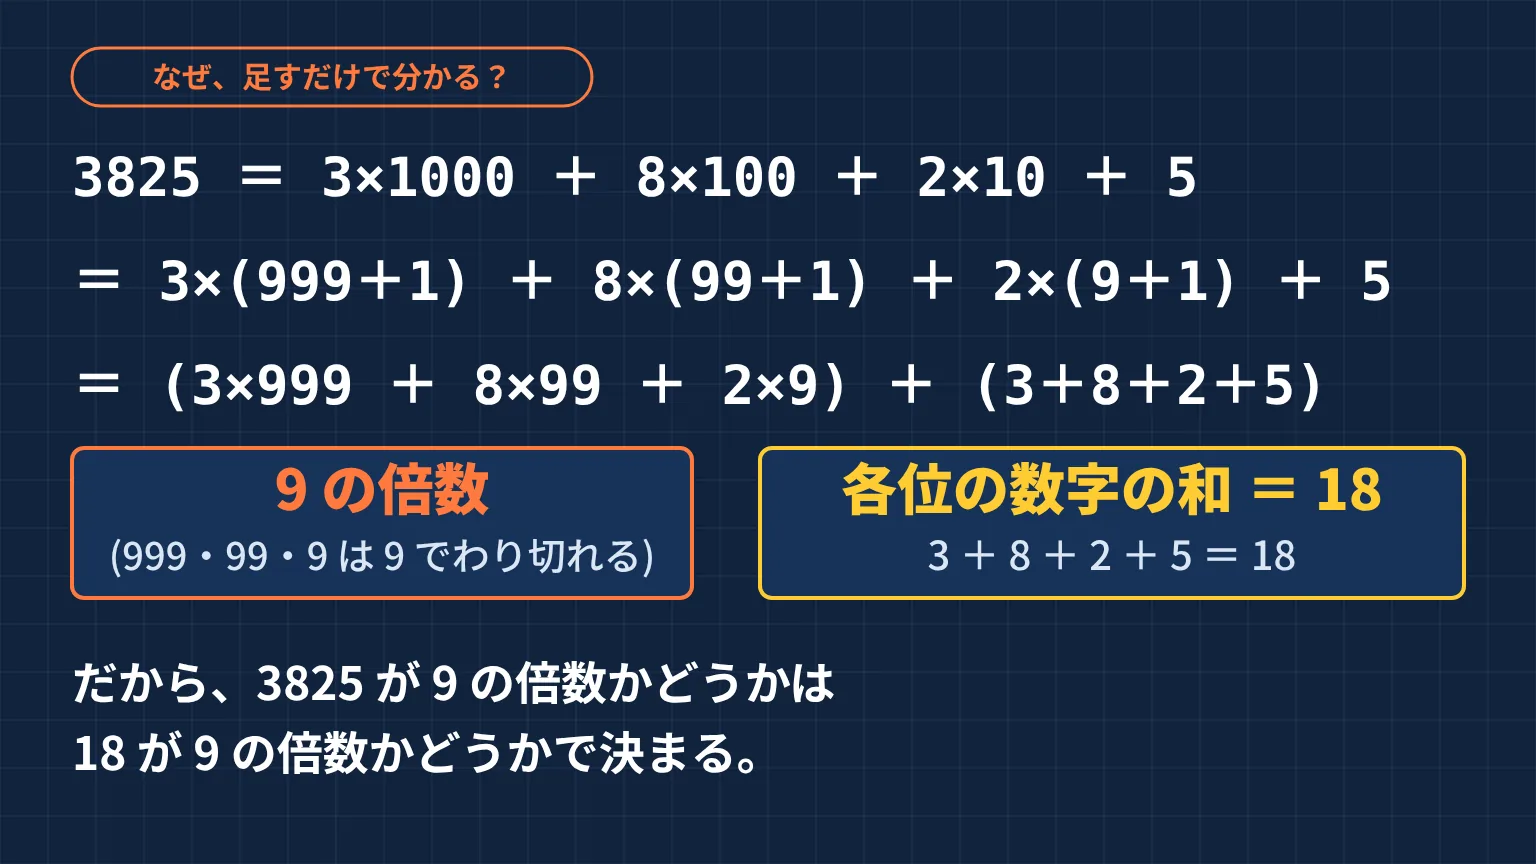 なぜ、足すだけで分かる？
3825 ＝ 3×1000 ＋ 8×100 ＋ 2×10 ＋ 5
＝ 3×(999＋1) ＋ 8×(99＋1) ＋ 2×(9＋1) ＋ 5
＝ (3×999 ＋ 8×99 ＋ 2×9) ＋ (3＋8＋2＋5)
9 の倍数
(999・99・9 は 9 でわり切れる)
各位の数字の和 ＝ 18
3 ＋ 8 ＋ 2 ＋ 5 ＝ 18
だから、3825 が 9 の倍数かどうかは
18 が 9 の倍数かどうかで決まる。